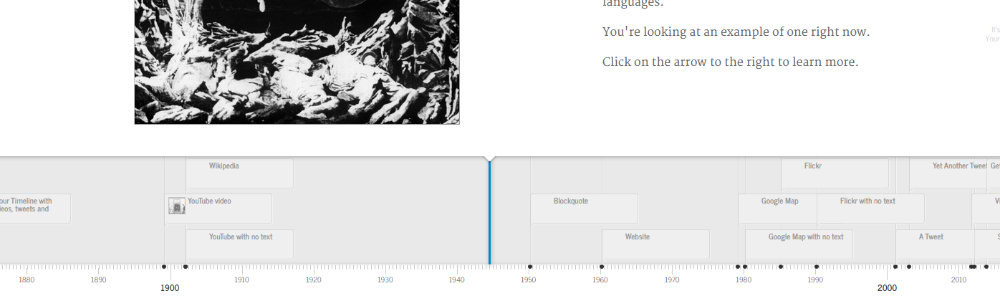 languages.
You're looking at an example of one right now.
Click on the arrow to the right to learn more.
It's
Your
Wikipedia
Flickr
Yet Another Tweet
Get
our Timeline with
eos, tweets and
YouTube video
Blockquote
Google Map
Flickr with no text
YouTube with no text
Website
Google Map with no text
A Tweet
1880
1890
1910
1920
1930
1940
1950
1960
1970
1980
1990
2010
1900
2000